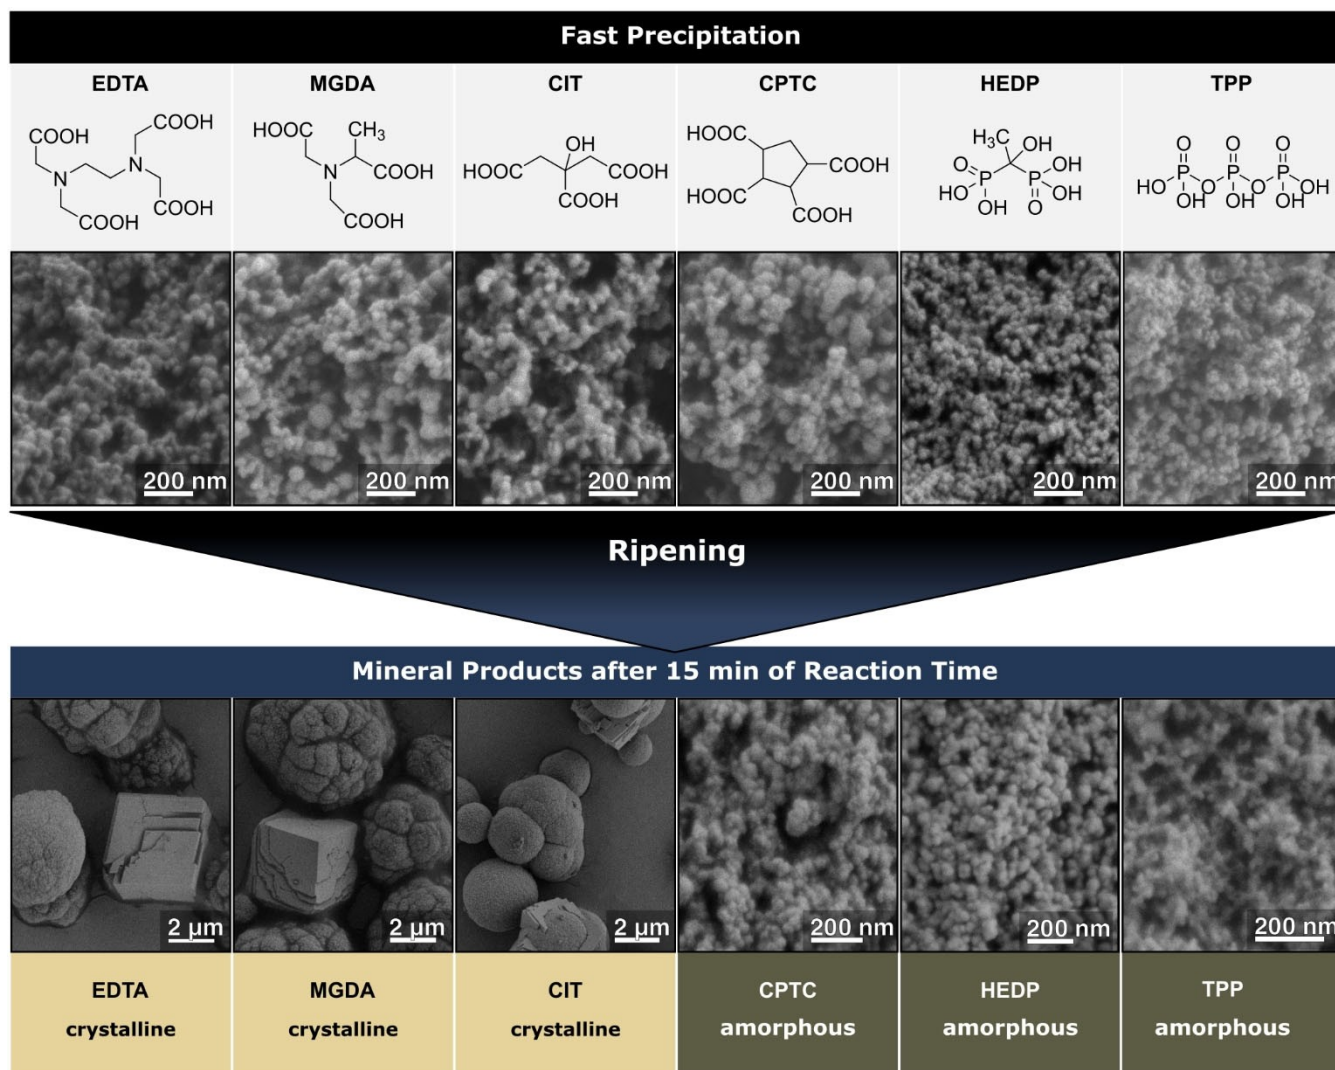 Fast Precipitation
EDTA MGDA CIT CPTC HEDP TPP
COOH COOH N N COOH COOH
HOOC CH₃ N COOH COOH
OH HOOC COOH COOH
HOOC HOOC COOH COOH
H₃C OH O P OH HO OH P OH O
O O O HO P O P O P OH OH OH OH
200 nm 200 nm 200 nm 200 nm 200 nm 200 nm
Ripening
Mineral Products after 15 min of Reaction Time
2 µm 2 µm 2 µm 200 nm 200 nm 200 nm
EDTA MGDA CIT CPTC HEDP TPP
crystalline crystalline crystalline amorphous amorphous amorphous